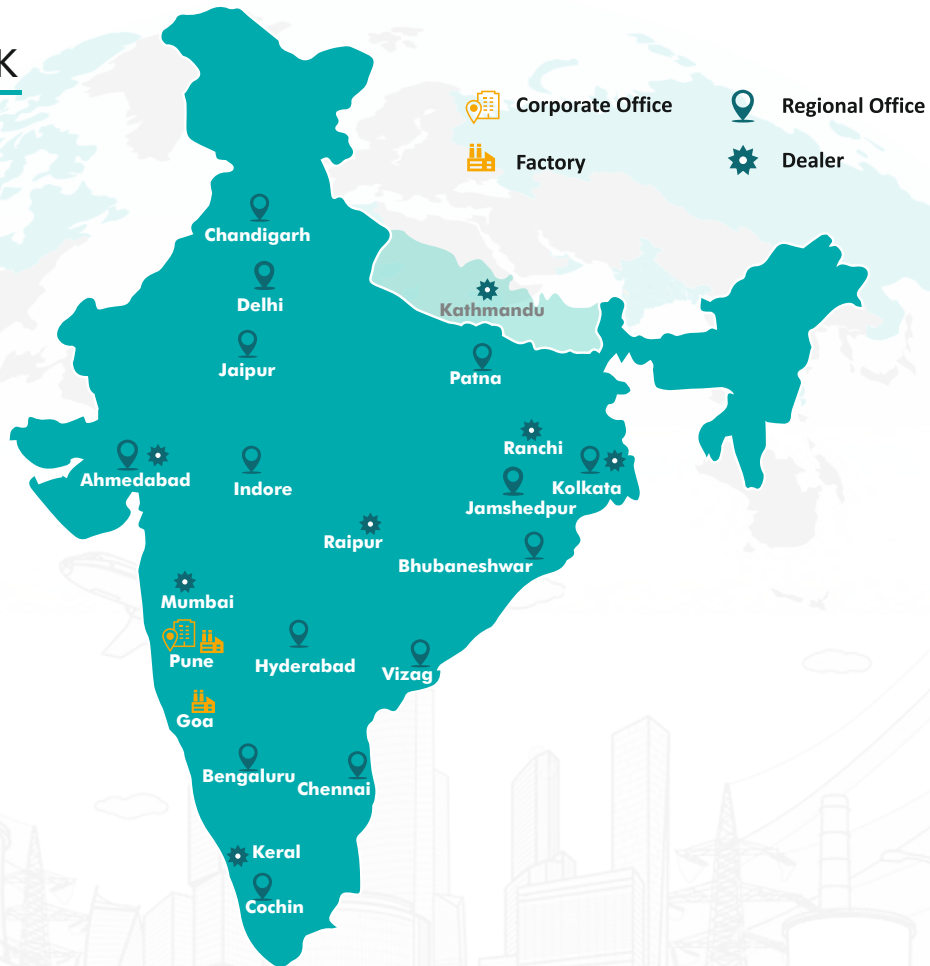 K
Corporate Office
Regional Office
Factory
Dealer
Chandigarh
Delhi
Kathmandu
Jaipur
Patna
Ranchi
Ahmedabad
Indore
Kolkata
Jamshedpur
Raipur
Bhubaneshwar
Mumbai
Pune
Hyderabad
Vizag
Goa
Bengaluru
Chennai
Keral
Cochin